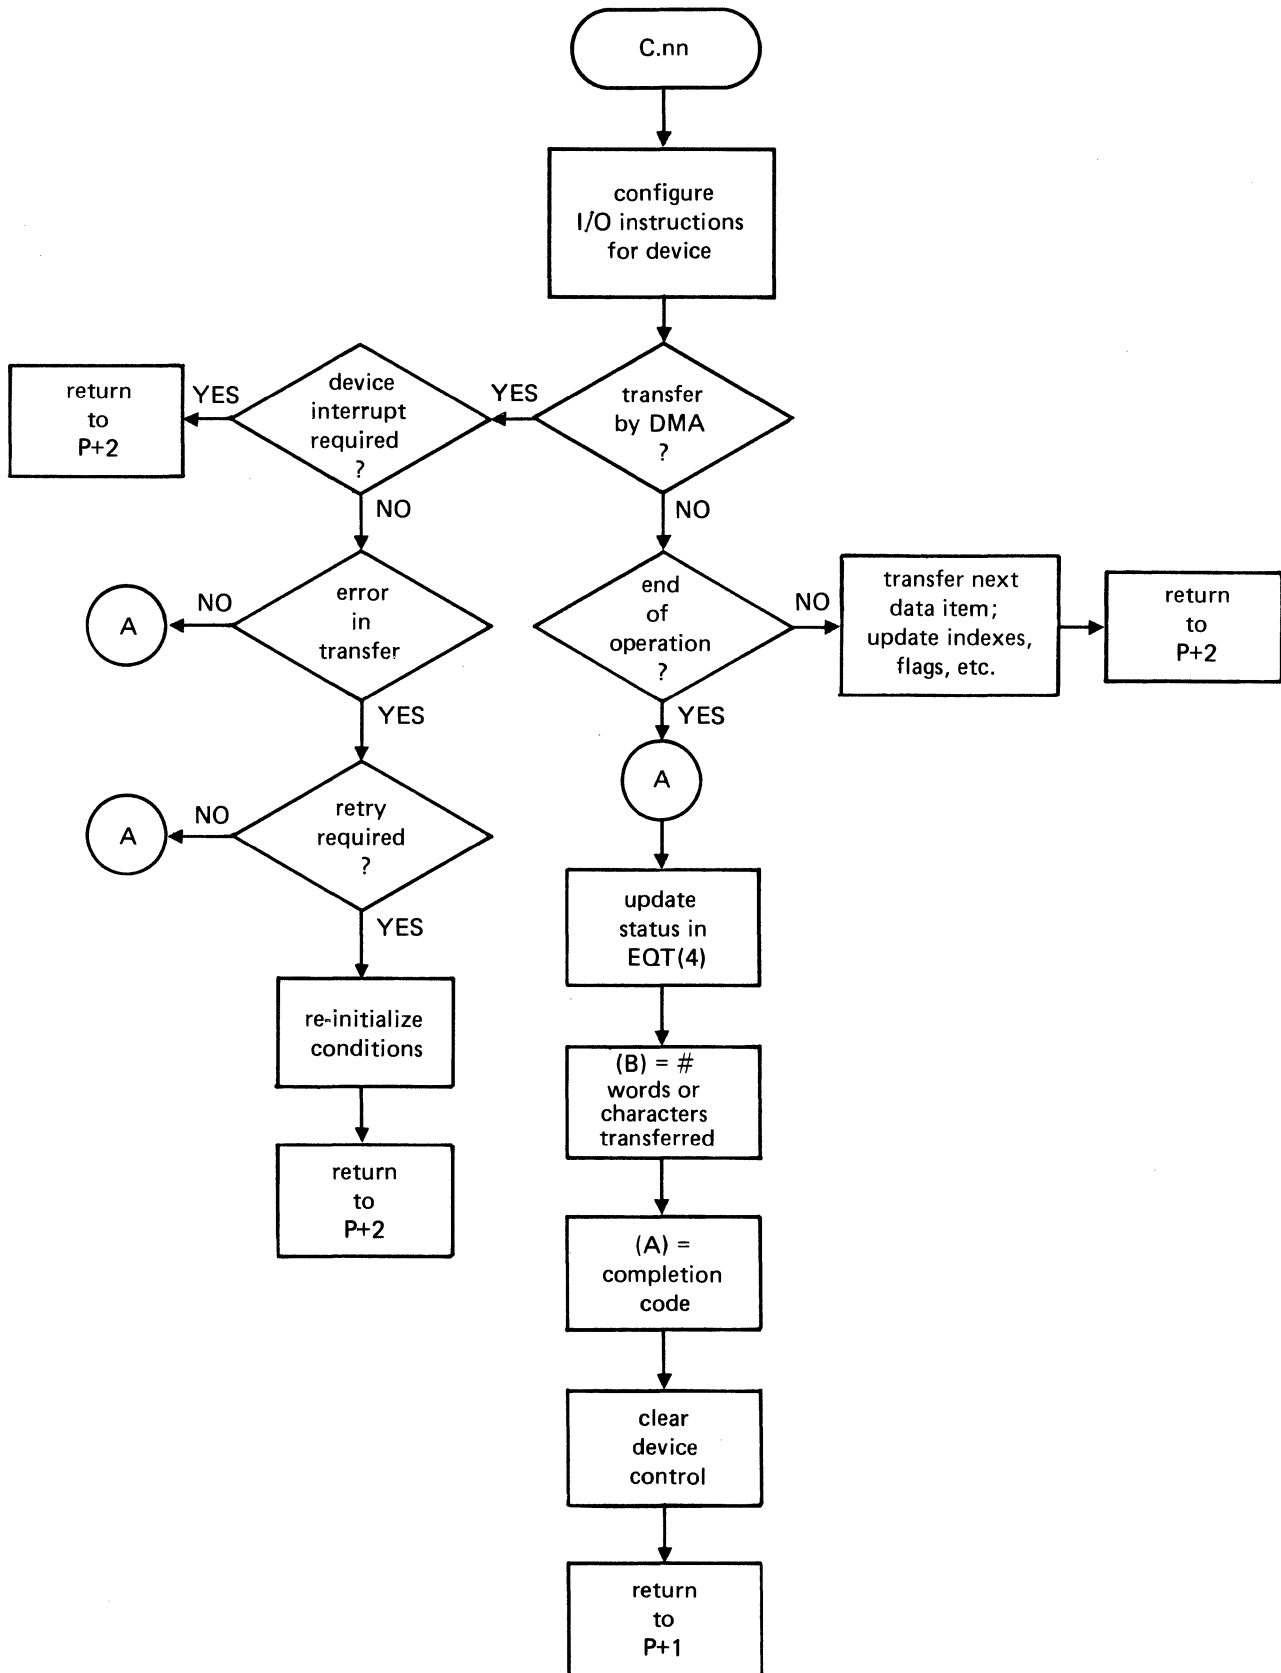 C.nn
configure
I/O instructions
for device
return
to
P+2
YES
device
interrupt
required
?
YES
transfer
by DMA
?
NO
NO
A
NO
error
in
transfer
end
of
operation
?
NO
transfer next
data item;
update indexes,
flags, etc.
return
to
P+2
YES
YES
A
A
NO
retry
required
?
YES
update
status in
EQT(4)
re-initialize
conditions
(B) = #
words or
characters
transferred
return
to
P+2
(A) =
completion
code
clear
device
control
return
to
P+1